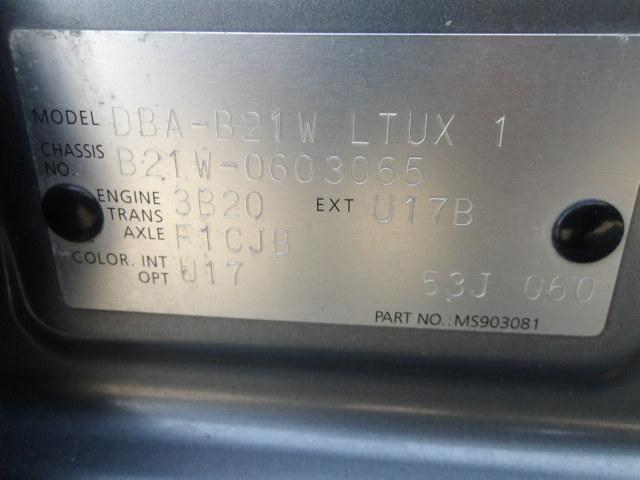 MODEL DBA-B21W LTUX 1
CHASSIS NO. B21W-0603065
ENGINE 3B20 EXT U17B
TRANS AXLE F1CJB
COLOR. INT U17
OPT 53J 060
PART NO.:MS903081